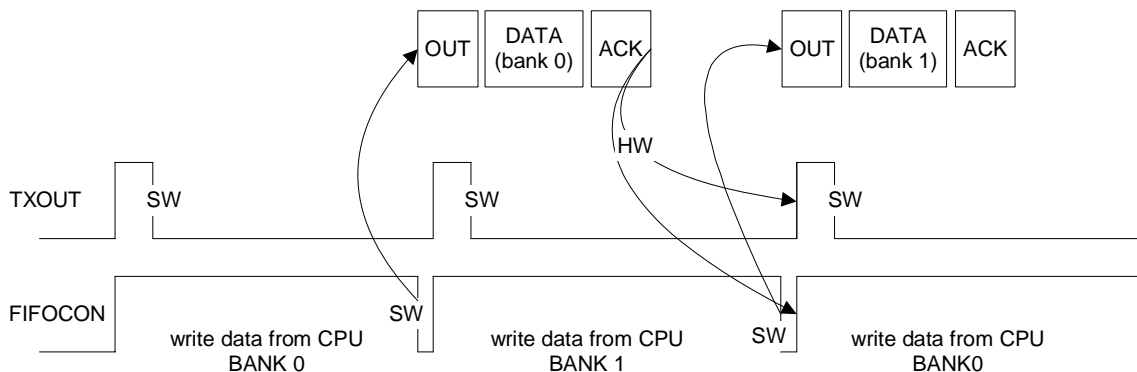 OUT DATA (bank 0) ACK OUT DATA (bank 1) ACK
HW
TXOUT SW SW SW
FIFOCON SW SW
write data from CPU BANK 0 write data from CPU BANK 1 write data from CPU BANK0